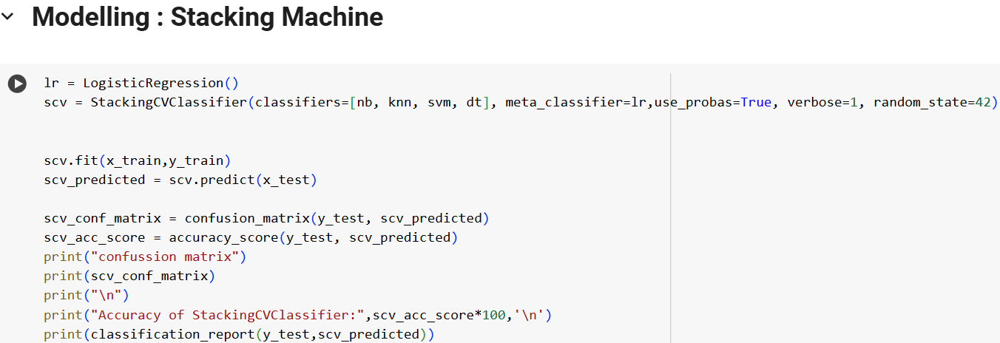 Modelling : Stacking Machine
lr = LogisticRegression()
scv = StackingCVClassifier(classifiers=[nb, knn, svm, dt], meta_classifier=lr,use_probas=True, verbose=1, random_state=42)
scv.fit(x_train,y_train)
scv_predicted = scv.predict(x_test)
scv_conf_matrix = confusion_matrix(y_test, scv_predicted)
scv_acc_score = accuracy_score(y_test, scv_predicted)
print("confussion matrix")
print(scv_conf_matrix)
print("\n")
print("Accuracy of StackingCVClassifier:",scv_acc_score*100,'\n')
print(classification_report(y_test,scv_predicted))